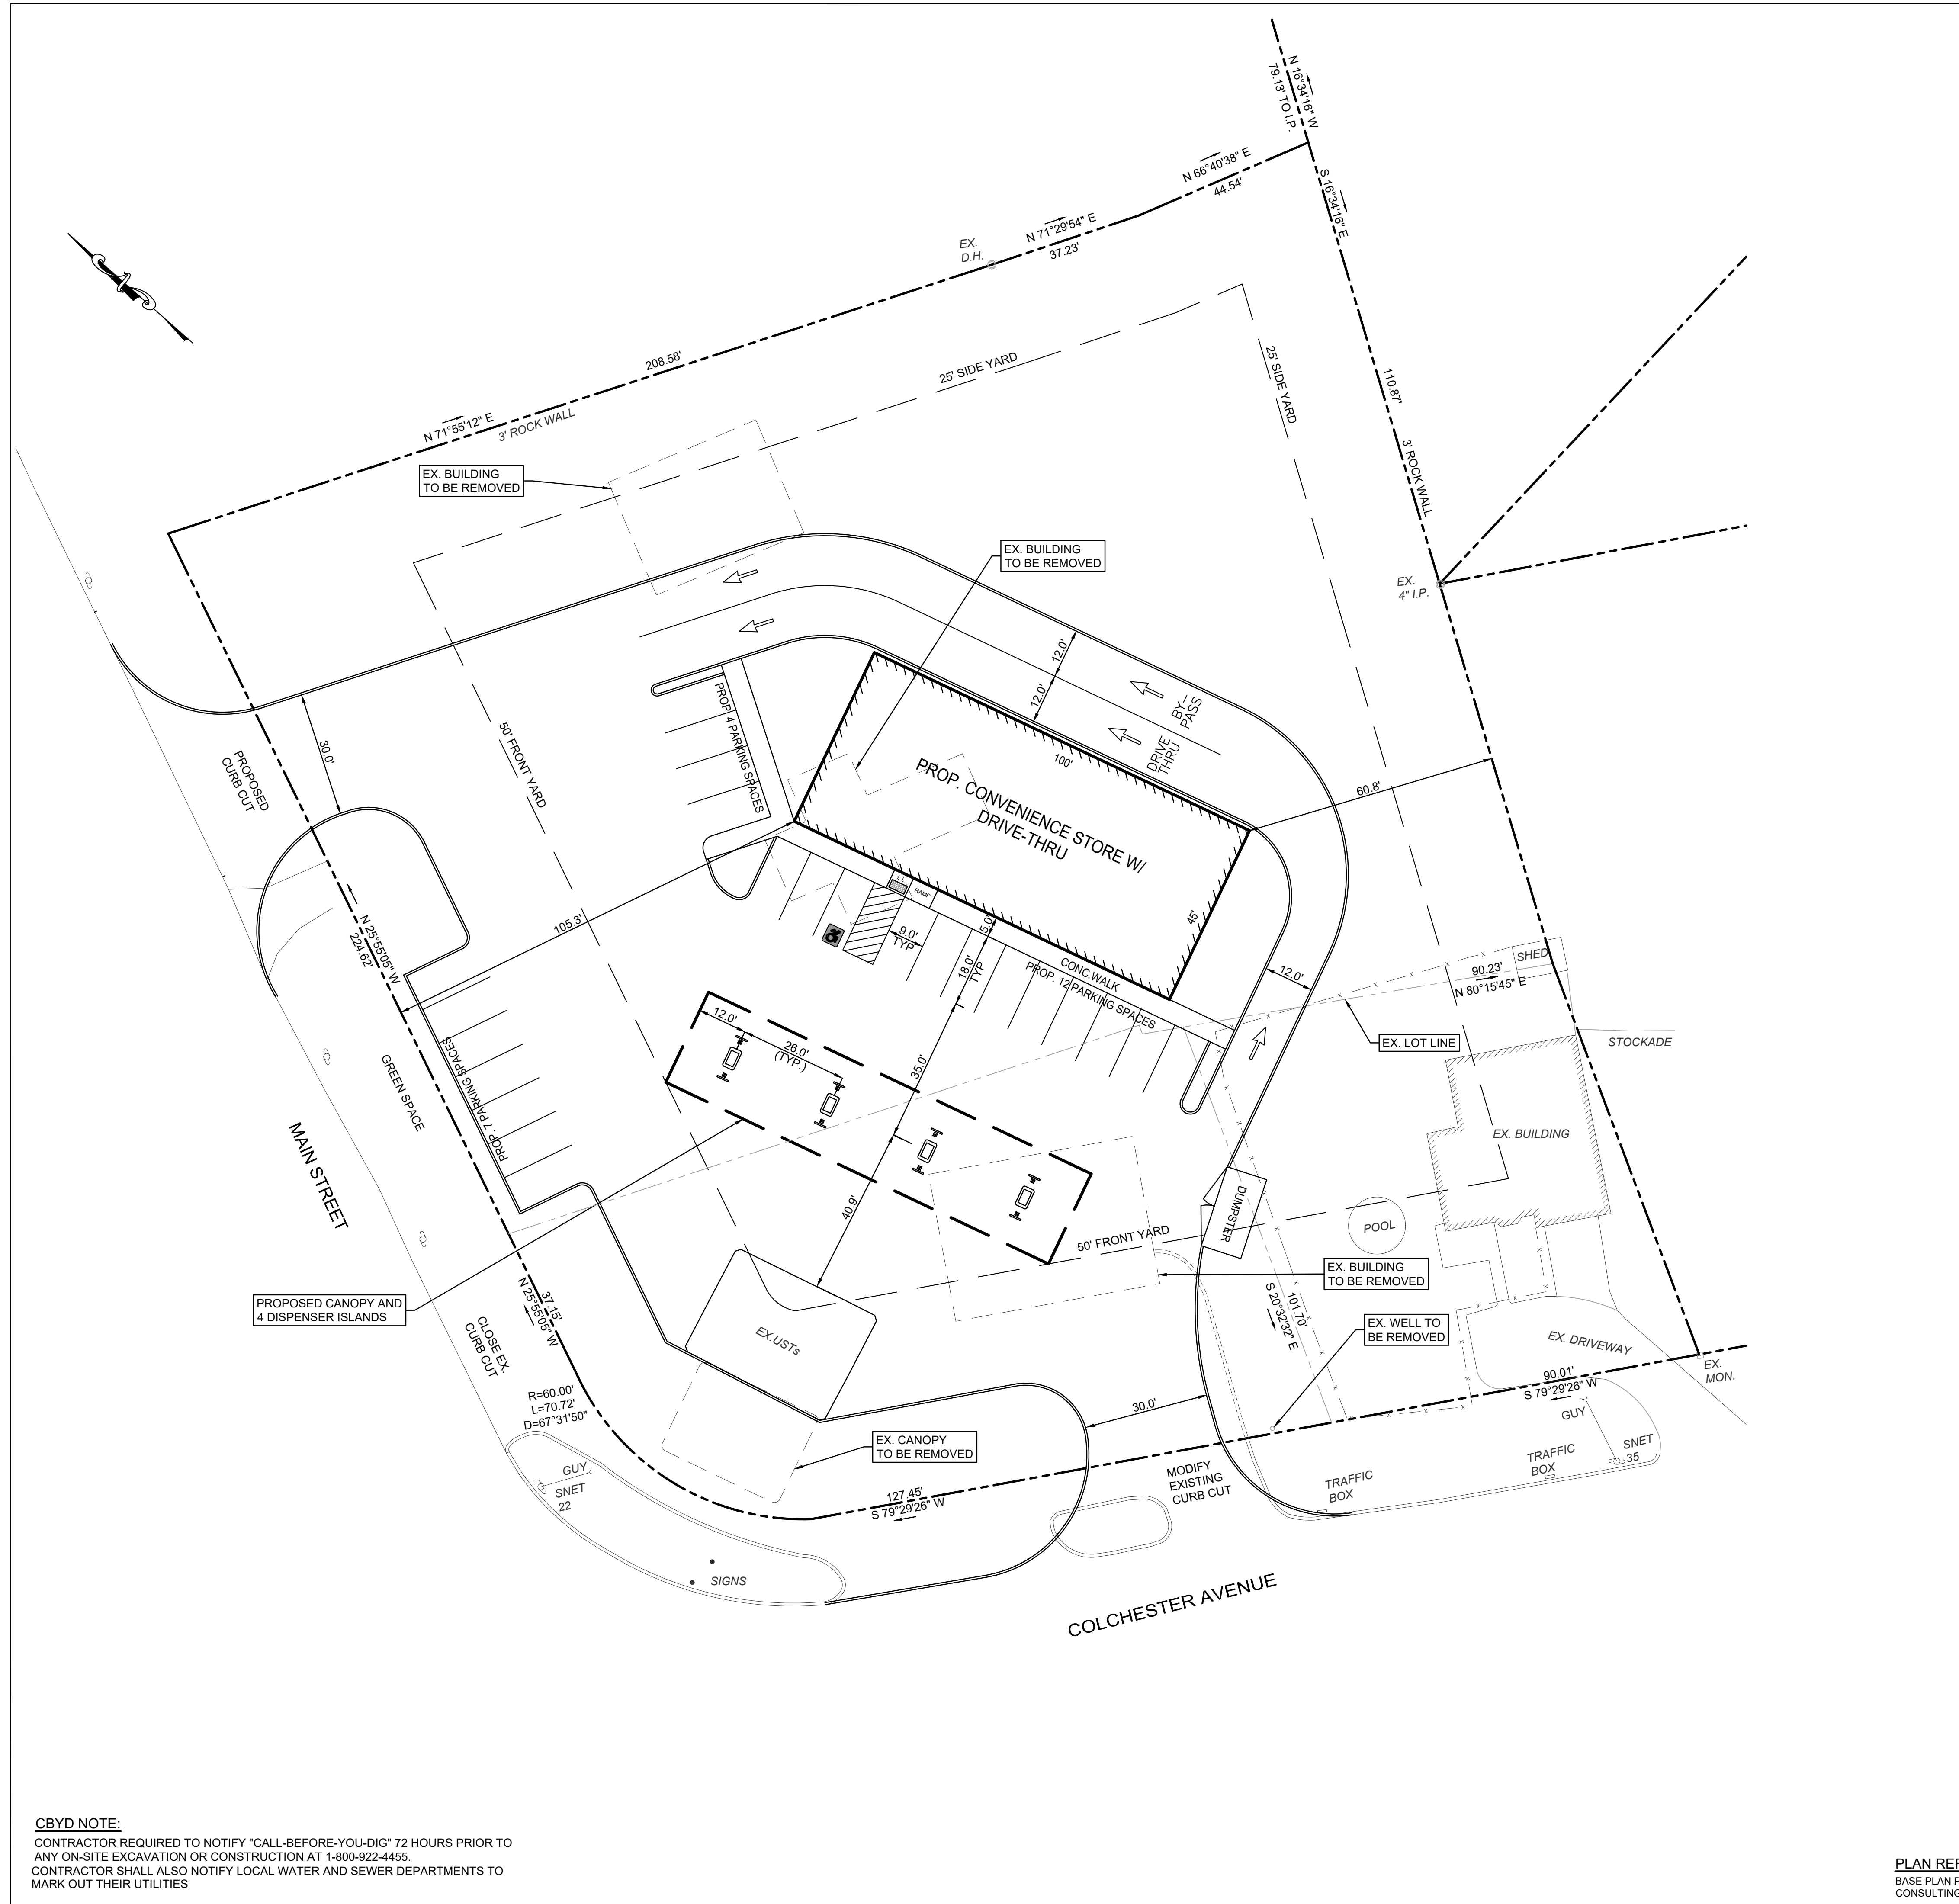 N 16°34'16" W
79.13' TO I.P.
N 66°40'38" E
44.54'
S 16°34'16" E
N 71°29'54" E
37.23'
EX.
D.H.
208.58'
25' SIDE YARD
25' SIDE YARD
110.87'
N 71°55'12" E
3' ROCK WALL
3' ROCK WALL
EX. BUILDING
TO BE REMOVED
EX. BUILDING
TO BE REMOVED
EX.
4" I.P.
12.0'
12.0'
BY-
PASS
DRIVE
THRU
PROP. 4 PARKING SPACES
50' FRONT YARD
30.0'
PROPOSED
CURB CUT
100'
PROP. CONVENIENCE STORE W/
DRIVE-THRU
60.8'
L.L.
RAMP
45'
105.3'
N 25°55'05" W
224.62'
9.0'
TYP
5.0'
18.0'
TYP
CONC.WALK
PROP. 12 PARKING SPACES
12.0'
SHED
90.23'
N 80°15'45" E
12.0'
26.0'
(TYP.)
EX. LOT LINE
STOCKADE
GREEN SPACE
PROP. 7 PARKING SPACES
35.0'
MAIN STREET
EX. BUILDING
DUMPSTER
POOL
40.9'
50' FRONT YARD
EX. BUILDING
TO BE REMOVED
PROPOSED CANOPY AND
4 DISPENSER ISLANDS
37.15'
N 25°55'05" W
CLOSE EX.
CURB CUT
EX.USTs
101.70'
S 20°32'32" E
EX. WELL TO
BE REMOVED
EX. DRIVEWAY
EX.
MON.
90.01'
S 79°29'26" W
R=60.00'
L=70.72'
D=67°31'50"
30.0'
GUY
EX. CANOPY
TO BE REMOVED
SNET
35
TRAFFIC
BOX
TRAFFIC
BOX
GUY
SNET
22
MODIFY
EXISTING
CURB CUT
127.45'
S 79°29'26" W
SIGNS
COLCHESTER AVENUE
CBYD NOTE:
CONTRACTOR REQUIRED TO NOTIFY "CALL-BEFORE-YOU-DIG" 72 HOURS PRIOR TO
ANY ON-SITE EXCAVATION OR CONSTRUCTION AT 1-800-922-4455.
CONTRACTOR SHALL ALSO NOTIFY LOCAL WATER AND SEWER DEPARTMENTS TO
MARK OUT THEIR UTILITIES
PLAN
BASE PLAN
CONSULTING